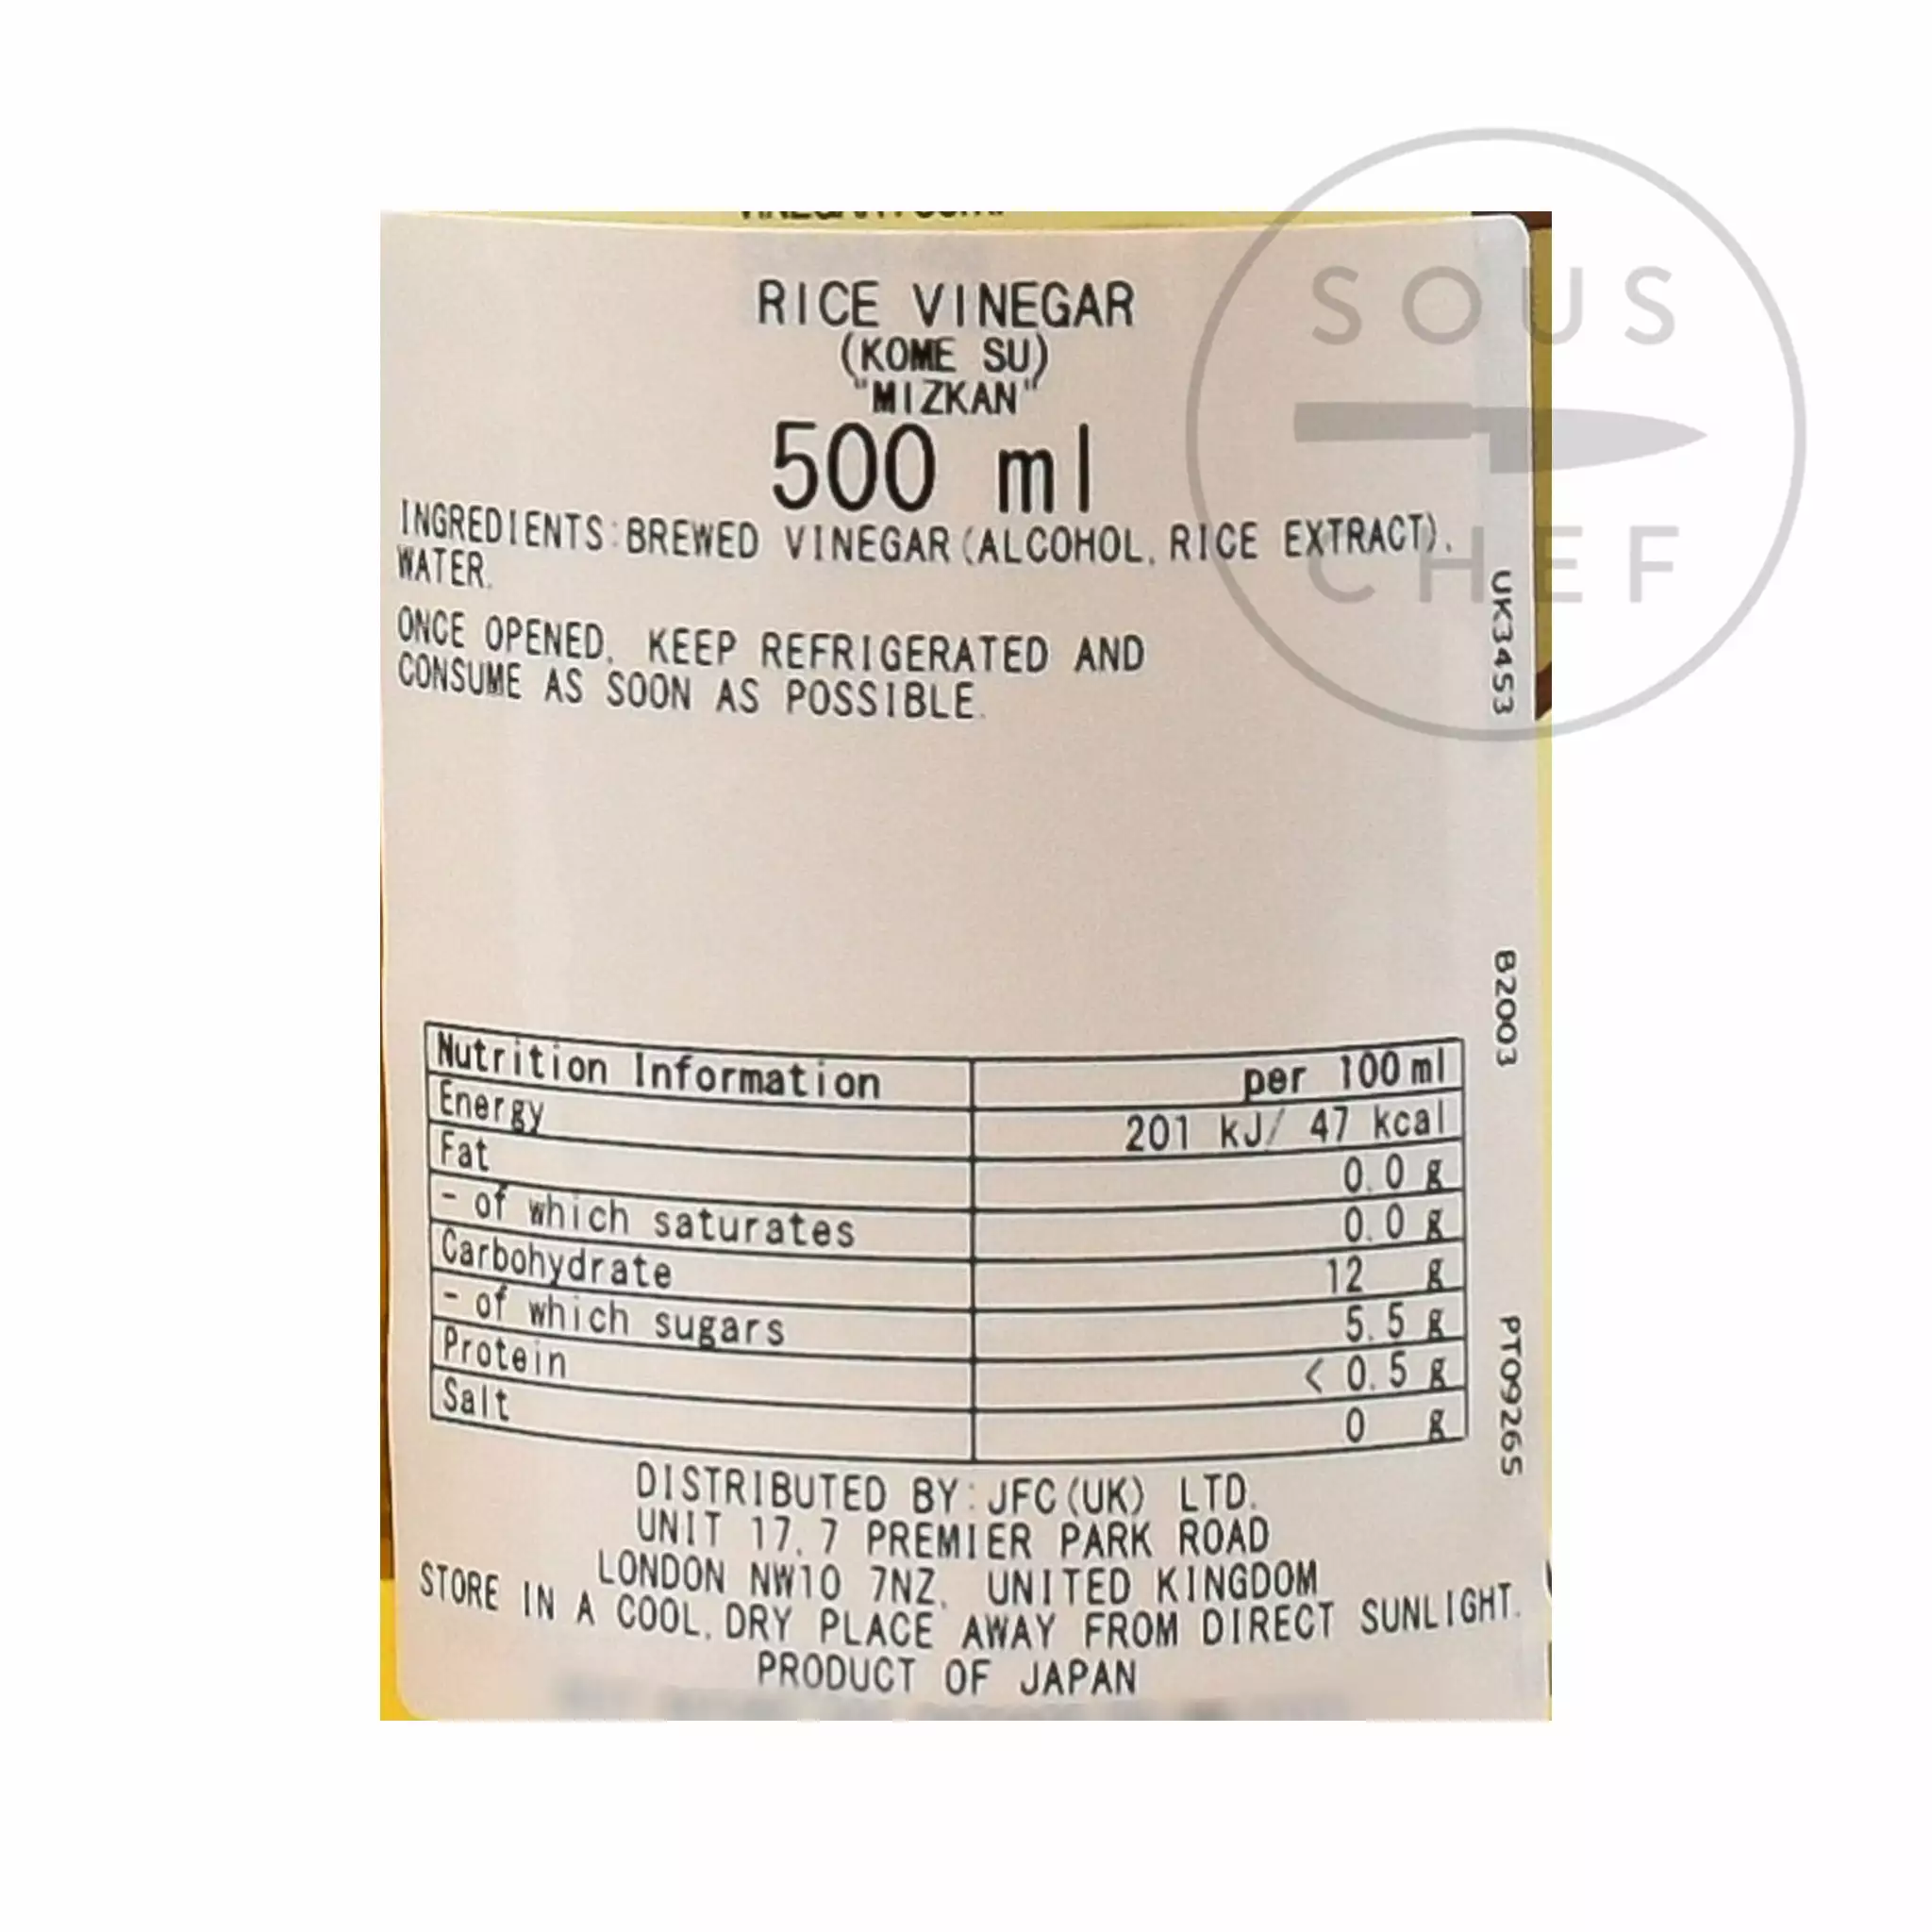 RICE VINEGAR
(KOME SU)
"MIZKAN"
500 ml
INGREDIENTS:BREWED VINEGAR(ALCOHOL, RICE EXTRACT),
WATER.
ONCE OPENED, KEEP REFRIGERATED AND
CONSUME AS SOON AS POSSIBLE.
Nutrition Information per 100ml
Energy 201 kJ/ 47 kcal
Fat 0.0 g
- of which saturates 0.0 g
Carbohydrate 12 g
- of which sugars 5.5 g
Protein < 0.5 g
Salt 0 g
DISTRIBUTED BY:JFC(UK) LTD.
UNIT 17, 7 PREMIER PARK ROAD
LONDON NW10 7NZ, UNITED KINGDOM
STORE IN A COOL, DRY PLACE AWAY FROM DIRECT SUNLIGHT.
PRODUCT OF JAPAN
UK3453
B2003
PT09265
SOUS
CHEF